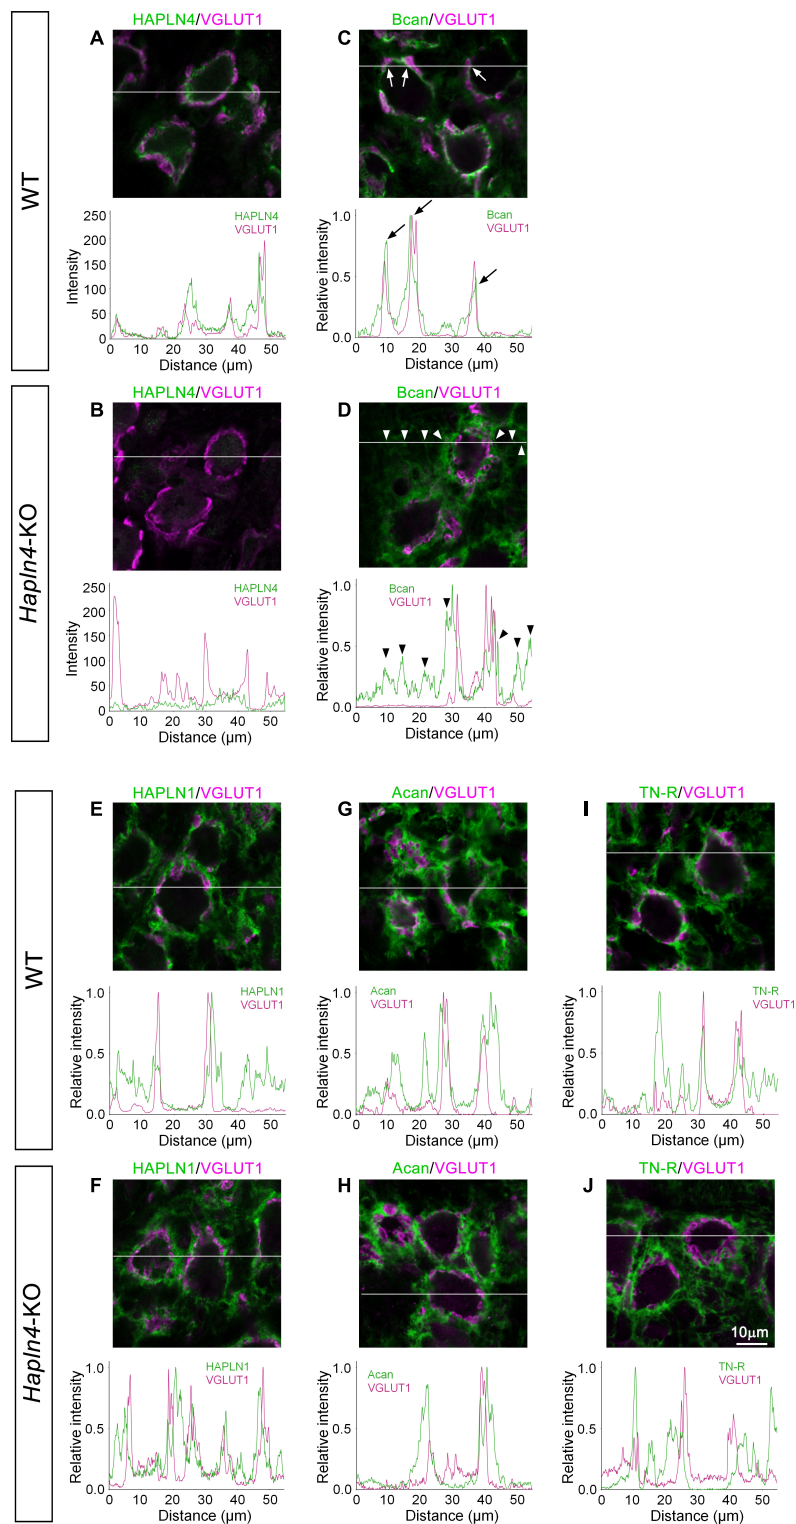 WT
HAPLN4/VGLUT1
A
Bcan/VGLUT1
C
250
200
150
100
50
0
Intensity
HAPLN4
VGLUT1
0 10 20 30 40 50
Distance (μm)
1.0
0.5
0.0
Relative intensity
Bcan
VGLUT1
0 10 20 30 40 50
Distance (μm)
Hapln4-KO
HAPLN4/VGLUT1
B
Bcan/VGLUT1
D
250
200
150
100
50
0
Intensity
HAPLN4
VGLUT1
0 10 20 30 40 50
Distance (μm)
1.0
0.5
0.0
Relative intensity
Bcan
VGLUT1
0 10 20 30 40 50
Distance (μm)
WT
HAPLN1/VGLUT1
E
Acan/VGLUT1
G
TN-R/VGLUT1
I
1.0
0.5
0.0
Relative intensity
HAPLN1
VGLUT1
0 10 20 30 40 50
Distance (μm)
1.0
0.5
0.0
Relative intensity
Acan
VGLUT1
0 10 20 30 40 50
Distance (μm)
1.0
0.5
0.0
Relative intensity
TN-R
VGLUT1
0 10 20 30 40 50
Distance (μm)
Hapln4-KO
HAPLN1/VGLUT1
F
Acan/VGLUT1
H
TN-R/VGLUT1
J
10μm
1.0
0.5
0.0
Relative intensity
HAPLN1
VGLUT1
0 10 20 30 40 50
Distance (μm)
1.0
0.5
0.0
Relative intensity
Acan
VGLUT1
0 10 20 30 40 50
Distance (μm)
1.0
0.5
0.0
Relative intensity
TN-R
VGLUT1
0 10 20 30 40 50
Distance (μm)